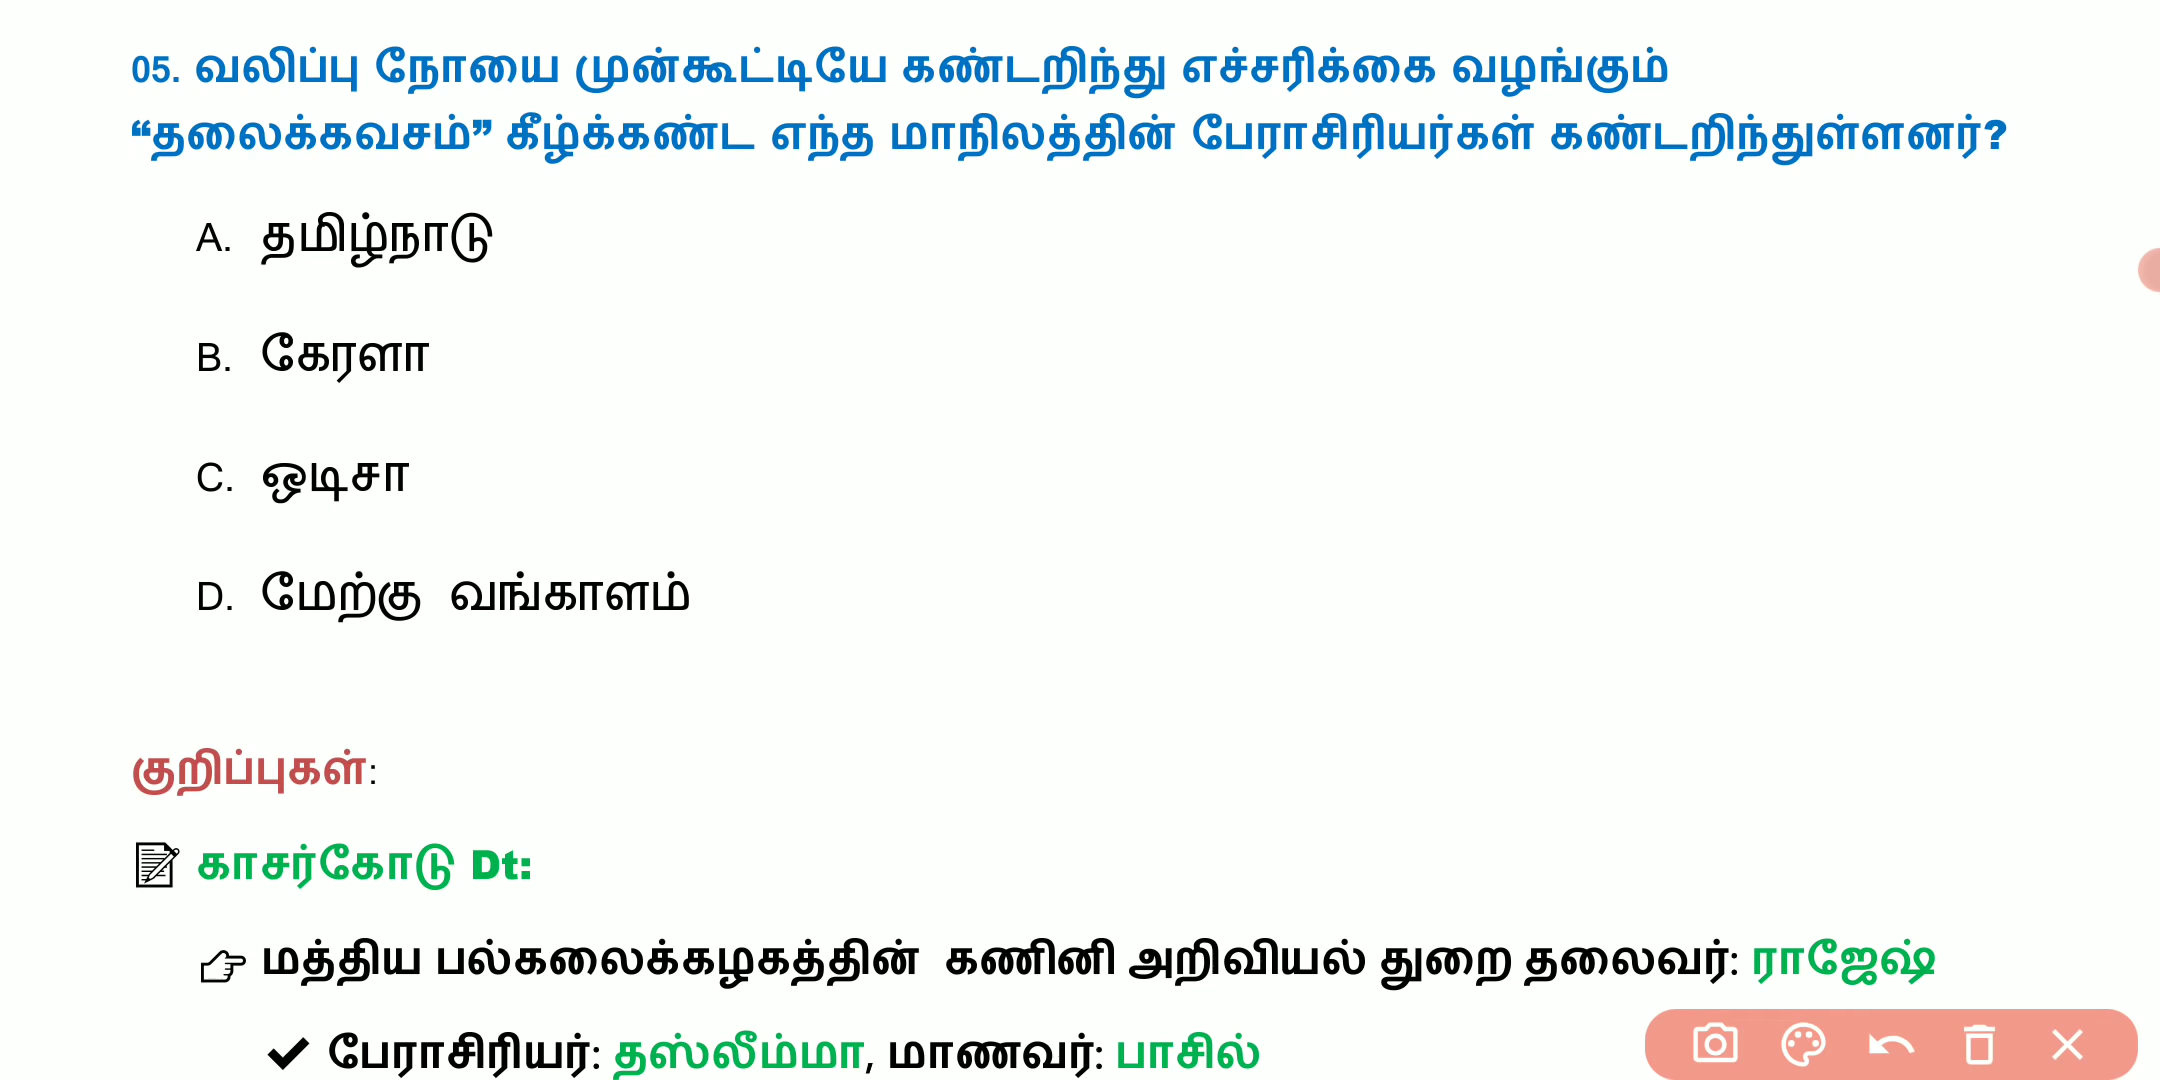 05. வலிப்பு நோயை முன்கூட்டியே கண்டறிந்து எச்சரிக்கை வழங்கும்
“தலைக்கவசம்” கீழ்க்கண்ட எந்த மாநிலத்தின் பேராசிரியர்கள் கண்டறிந்துள்ளனர்?
A. தமிழ்நாடு
B. கேரளா
C. ஒடிசா
D. மேற்கு வங்காளம்
குறிப்புகள்:
காசர்கோடு Dt:
மத்திய பல்கலைக்கழகத்தின் கணினி அறிவியல் துறை தலைவர்: ராஜேஷ்
பேராசிரியர்: தஸ்லீம்மா, மாணவர்: பாசில்